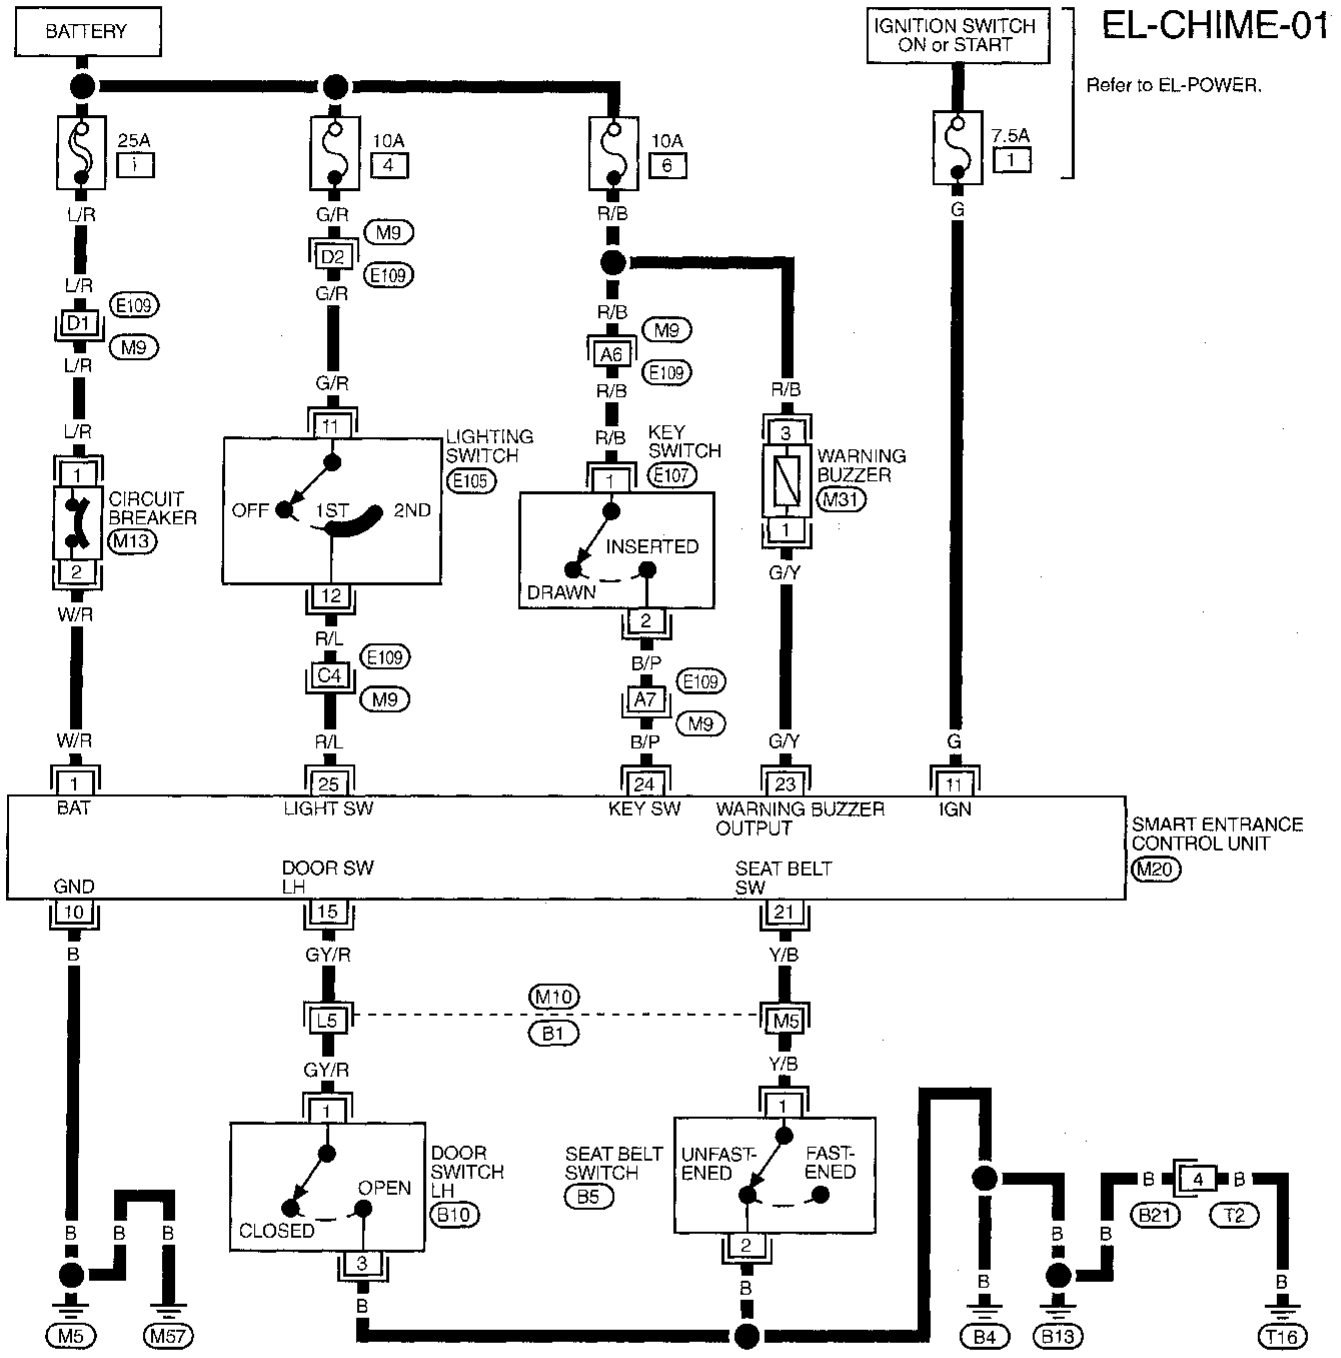 BATTERY
IGNITION SWITCH
ON or START
EL-CHIME-01
Refer to EL-POWER.
25A
i
10A
4
10A
6
7.5A
1
L/R
G/R
R/B
G
M9
D2
E109
L/R
G/R
E109
D1
M9
R/B
M9
A6
E109
L/R
G/R
R/B
R/B
L/R
11
LIGHTING
SWITCH
E105
R/B
KEY
SWITCH
E107
3
WARNING
BUZZER
M31
1
1
1
CIRCUIT
BREAKER
M13
2
OFF
1ST
2ND
INSERTED
DRAWN
G/Y
W/R
12
2
R/L
E109
C4
M9
B/P
E109
A7
M9
W/R
R/L
B/P
G/Y
G
1
25
24
23
11
BAT
LIGHT SW
KEY SW
WARNING BUZZER
OUTPUT
IGN
SMART ENTRANCE
CONTROL UNIT
M20
GND
DOOR SW
LH
SEAT BELT
SW
10
15
21
B
GY/R
Y/B
L5
M10
B1
M5
GY/R
Y/B
1
1
DOOR
SWITCH
LH
B10
OPEN
CLOSED
SEAT BELT
SWITCH
B5
UNFAST-
ENED
FAST-
ENED
B
4
B
B21
T2
B
B
B
3
2
B
B
B
B
B
B
M5
M57
B4
B13
T16